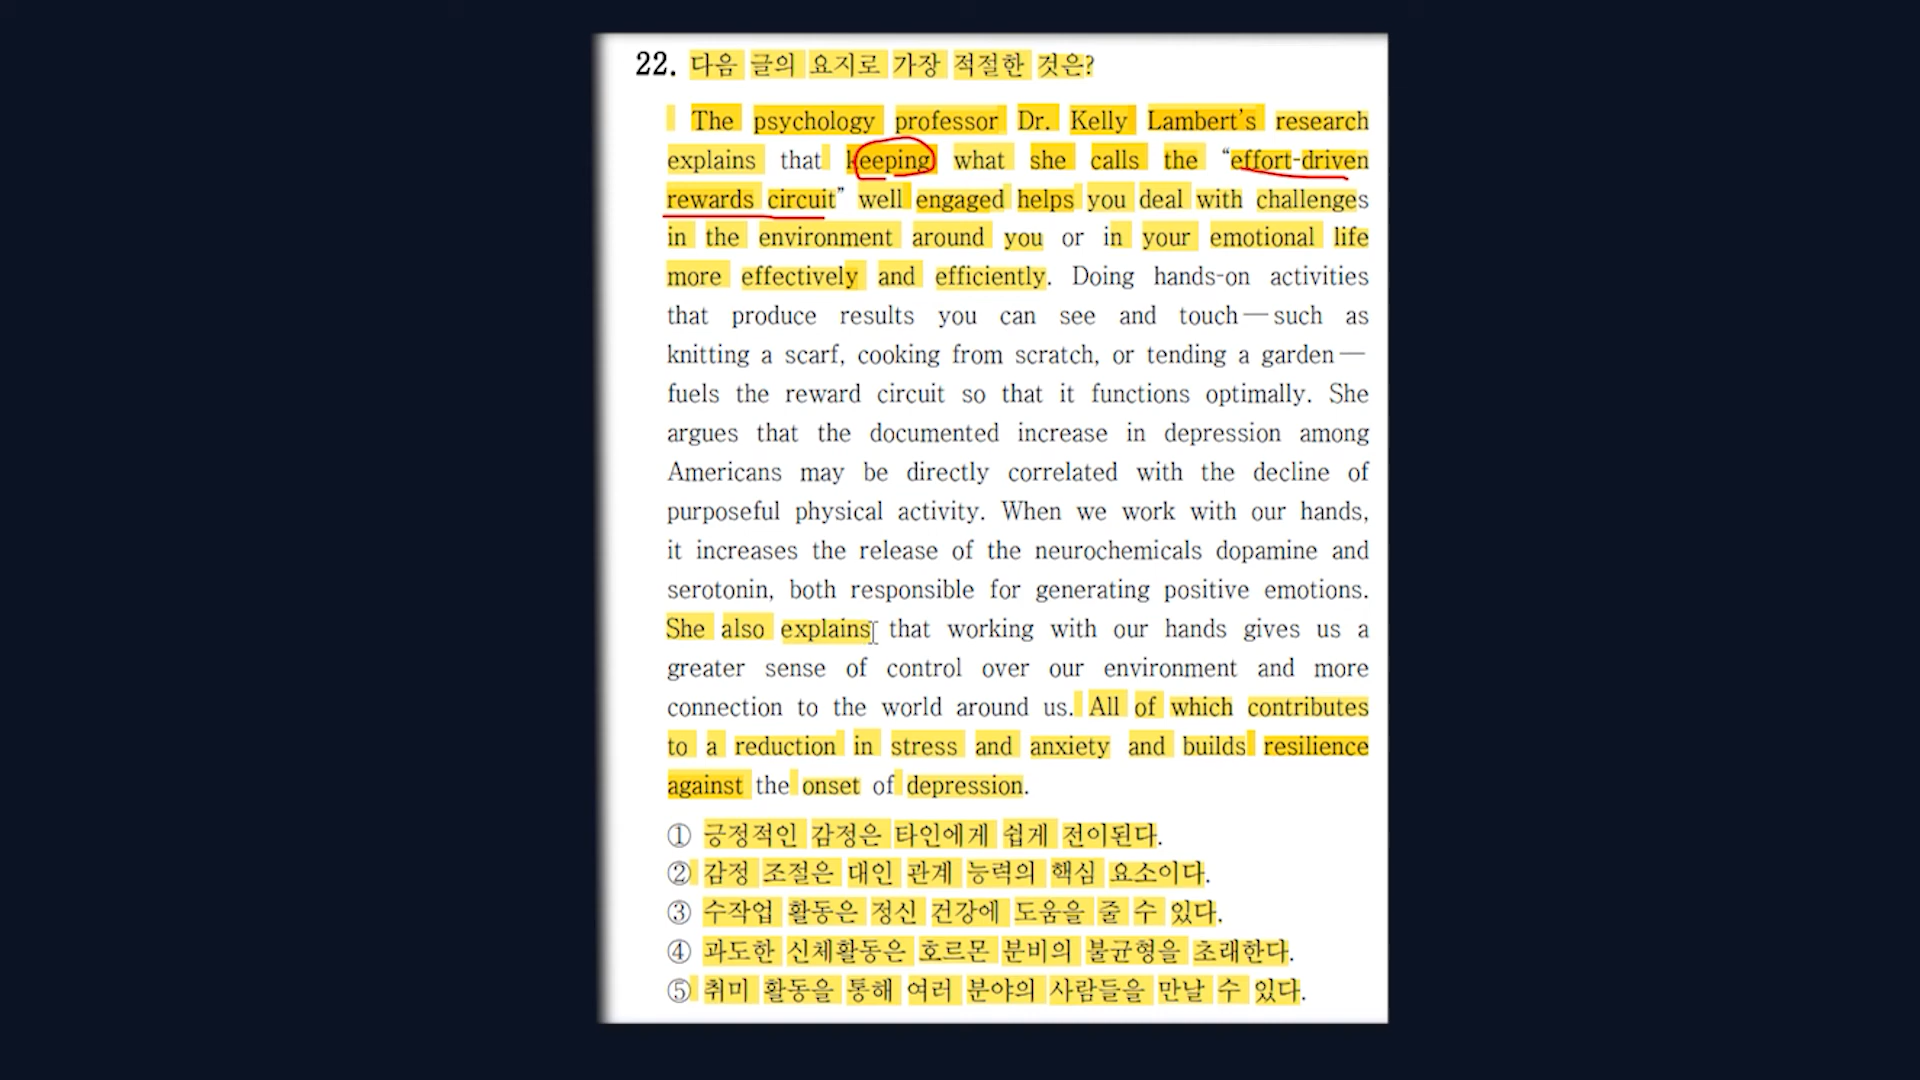 22. 다음 글의 요지로 가장 적절한 것은?
The psychology professor Dr. Kelly Lambert's research
explains that keeping what she calls the “effort-driven
rewards circuit” well engaged helps you deal with challenges
in the environment around you or in your emotional life
more effectively and efficiently. Doing hands-on activities
that produce results you can see and touch—such as
knitting a scarf, cooking from scratch, or tending a garden—
fuels the reward circuit so that it functions optimally. She
argues that the documented increase in depression among
Americans may be directly correlated with the decline of
purposeful physical activity. When we work with our hands,
it increases the release of the neurochemicals dopamine and
serotonin, both responsible for generating positive emotions.
She also explains that working with our hands gives us a
greater sense of control over our environment and more
connection to the world around us. All of which contributes
to a reduction in stress and anxiety and builds resilience
against the onset of depression.
① 긍정적인 감정은 타인에게 쉽게 전이된다.
② 감정 조절은 대인 관계 능력의 핵심 요소이다.
③ 수작업 활동은 정신 건강에 도움을 줄 수 있다.
④ 과도한 신체활동은 호르몬 분비의 불균형을 초래한다.
⑤ 취미 활동을 통해 여러 분야의 사람들을 만날 수 있다.